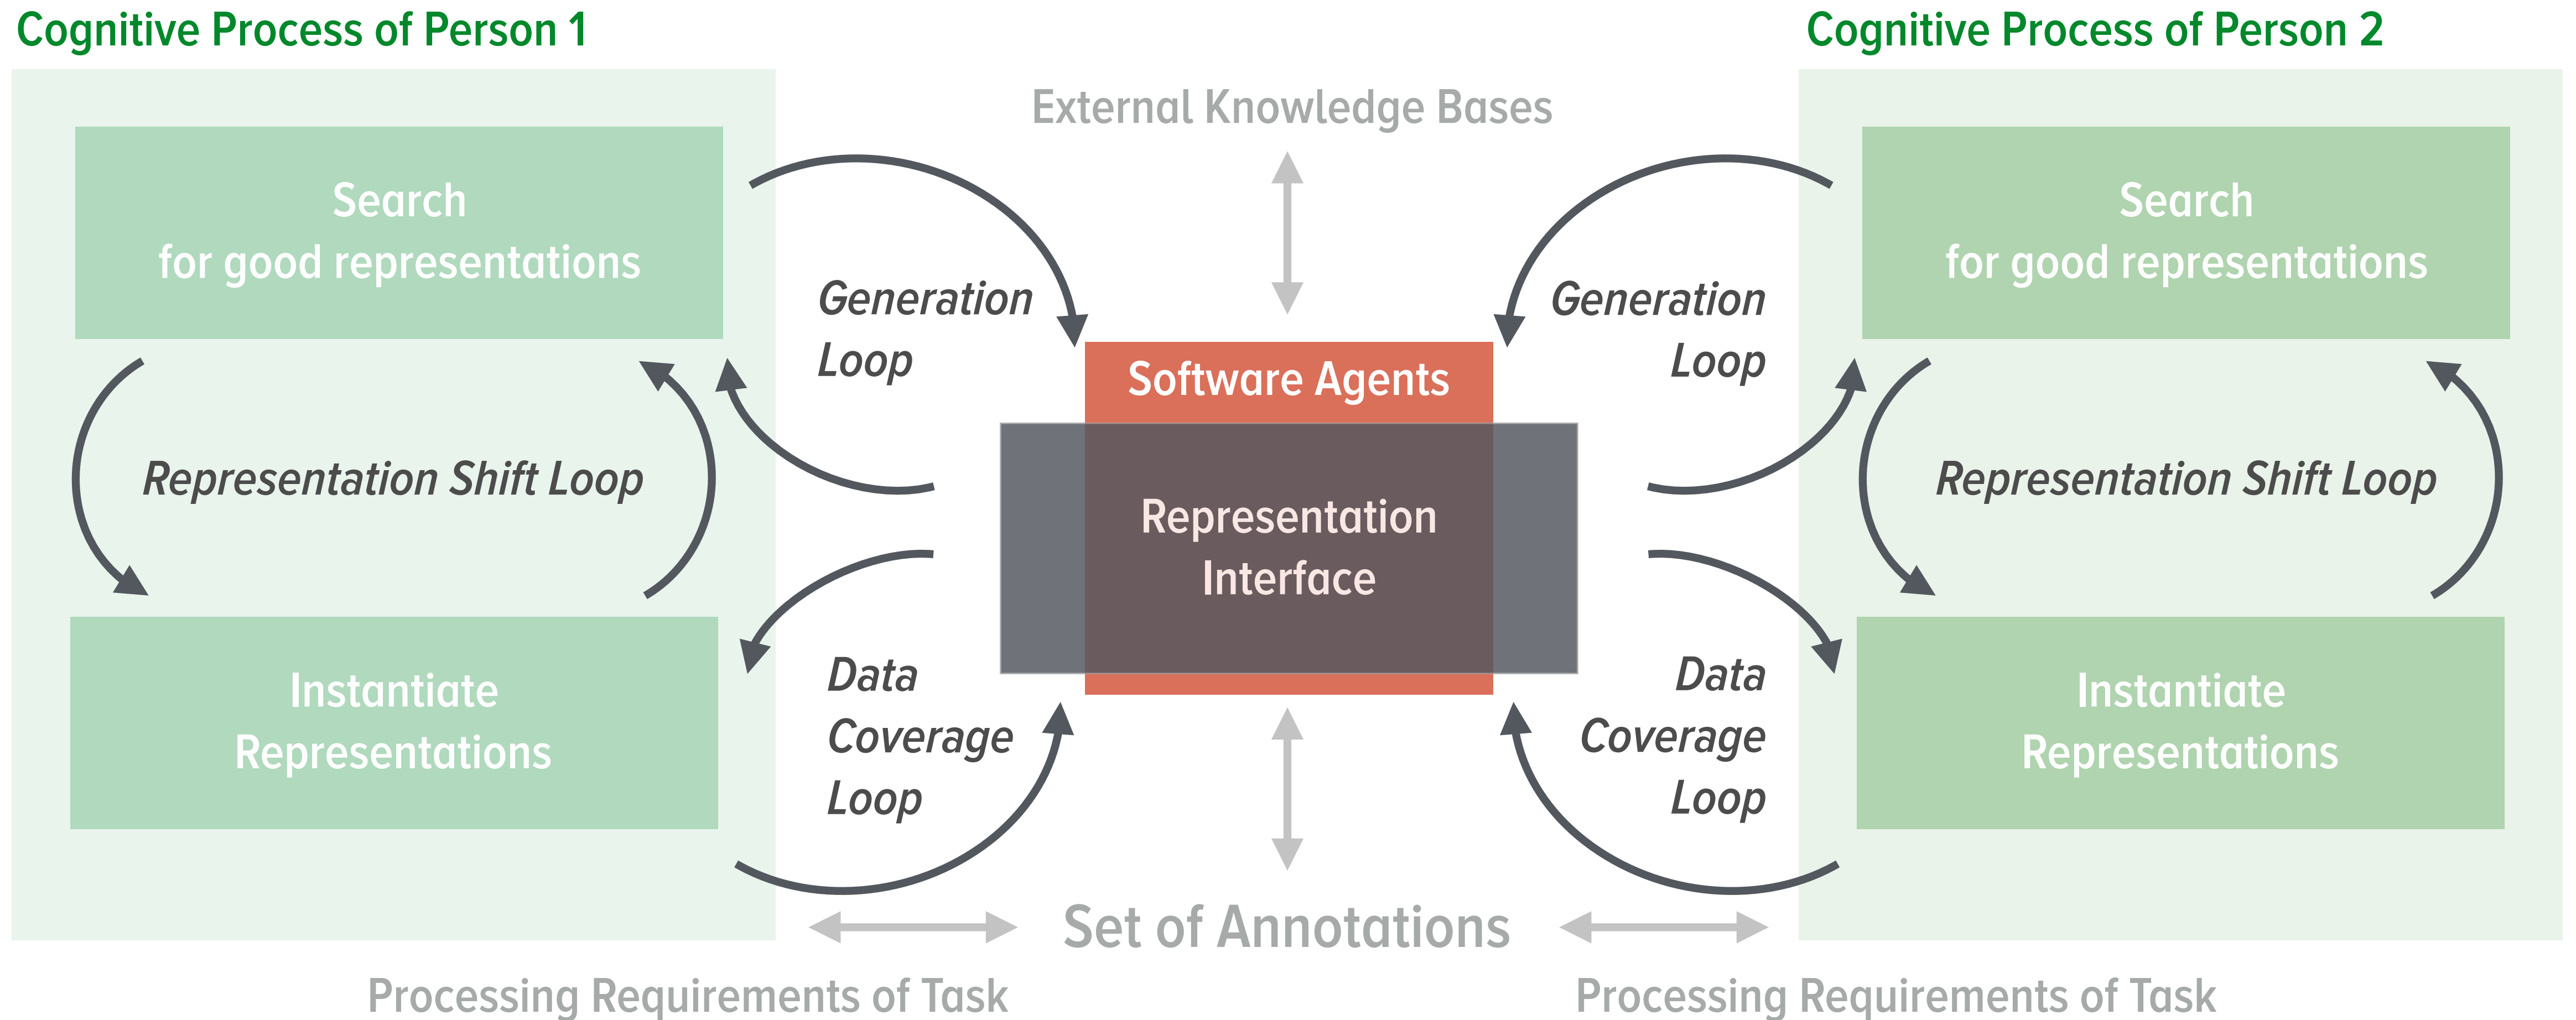 Cognitive Process of Person 1
Cognitive Process of Person 2
External Knowledge Bases
Search
for good representations
Search
for good representations
Generation
Loop
Generation
Loop
Software Agents
Representation Shift Loop
Representation
Interface
Representation Shift Loop
Instantiate
Representations
Data
Coverage
Loop
Data
Coverage
Loop
Instantiate
Representations
Set of Annotations
Processing Requirements of Task
Processing Requirements of Task